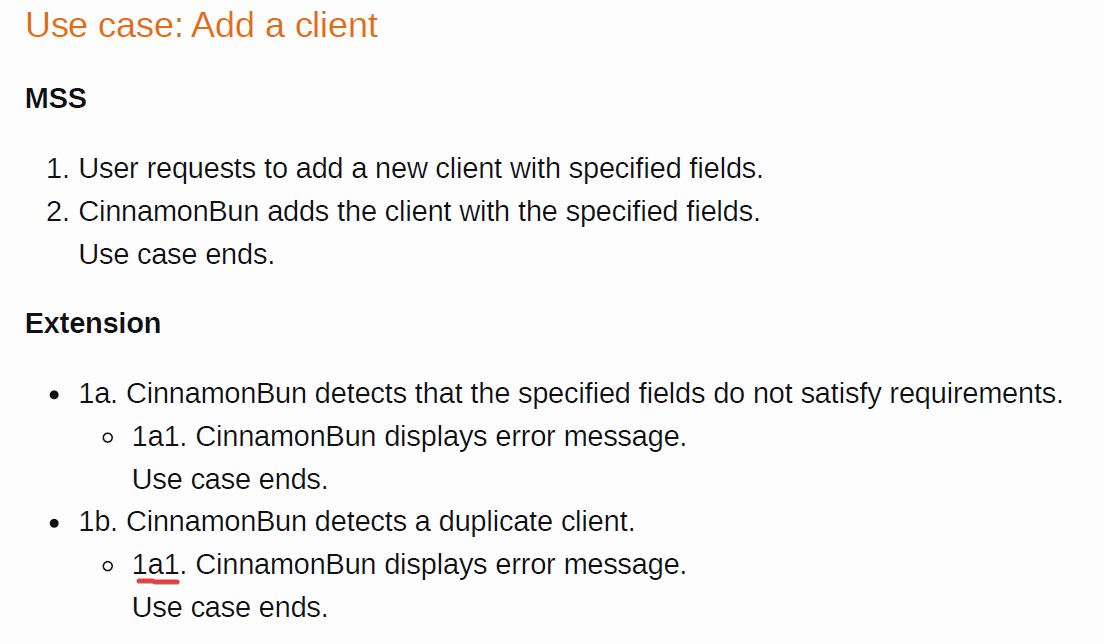 Use case: Add a client
MSS
1. User requests to add a new client with specified fields.
2. CinnamonBun adds the client with the specified fields.
Use case ends.
Extension
• 1a. CinnamonBun detects that the specified fields do not satisfy requirements.
○ 1a1. CinnamonBun displays error message.
Use case ends.
• 1b. CinnamonBun detects a duplicate client.
○ 1a1. CinnamonBun displays error message.
Use case ends.